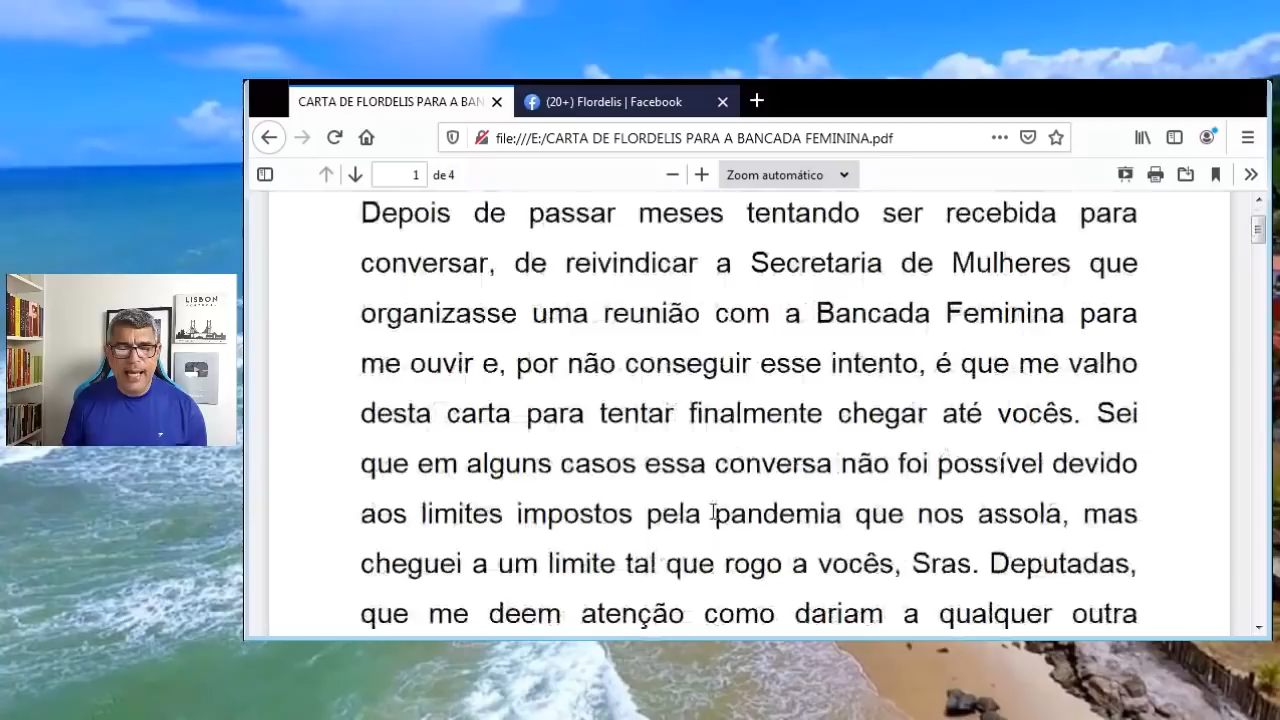 CARTA DE FLORDELIS PARA A BAN
(20+) Flordelis | Facebook
file:///E:/CARTA DE FLORDELIS PARA A BANCADA FEMININA.pdf
1 de 4
Zoom automático
Depois de passar meses tentando ser recebida para
conversar, de reivindicar a Secretaria de Mulheres que
organizasse uma reunião com a Bancada Feminina para
me ouvir e, por não conseguir esse intento, é que me valho
desta carta para tentar finalmente chegar até vocês. Sei
que em alguns casos essa conversa não foi possível devido
aos limites impostos pela pandemia que nos assola, mas
cheguei a um limite tal que rogo a vocês, Sras. Deputadas,
que me deem atenção como dariam a qualquer outra
LISBON